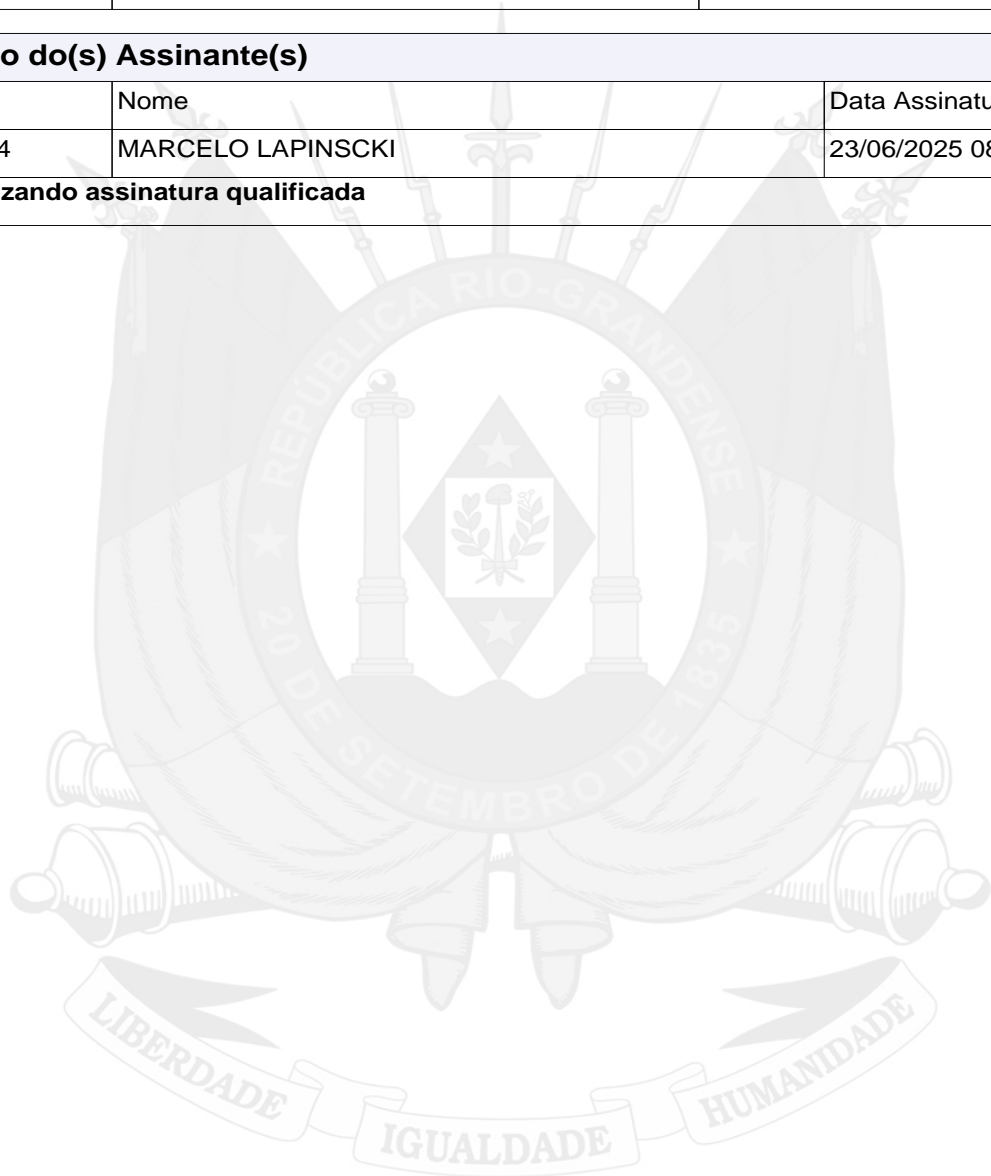 o do(s) Assinante(s)
Nome Data Assinatu
4 MARCELO LAPINSCKI 23/06/2025 08
zando assinatura qualificada
REPÚBLICA RIO-GRANDENSE
★ 20 DE SETEMBRO DE 1835 ★
LIBERDADE
IGUALDADE
HUMANIDADE